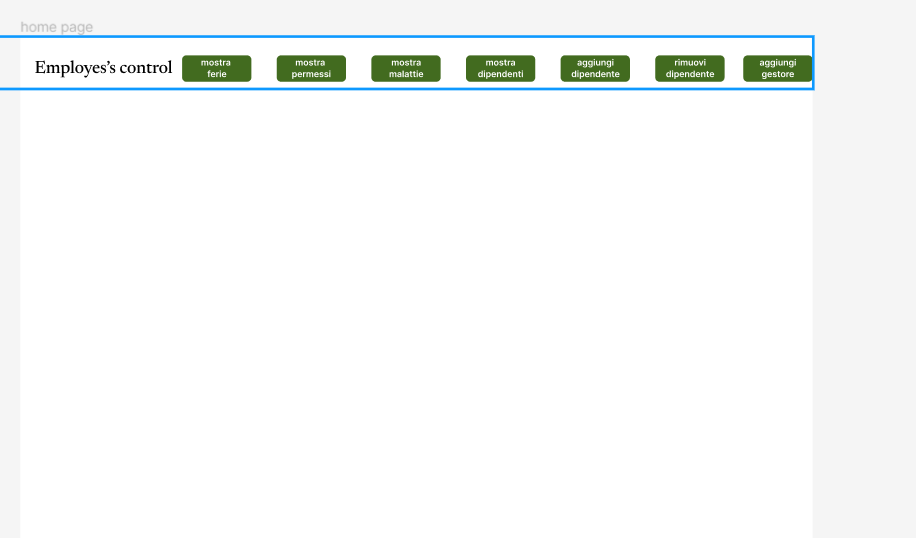 home page
Employes's control
mostra
ferie
mostra
permessi
mostra
malattie
mostra
dipendenti
aggiungi
dipendente
rimuovi
dipendente
aggiungi
gestore